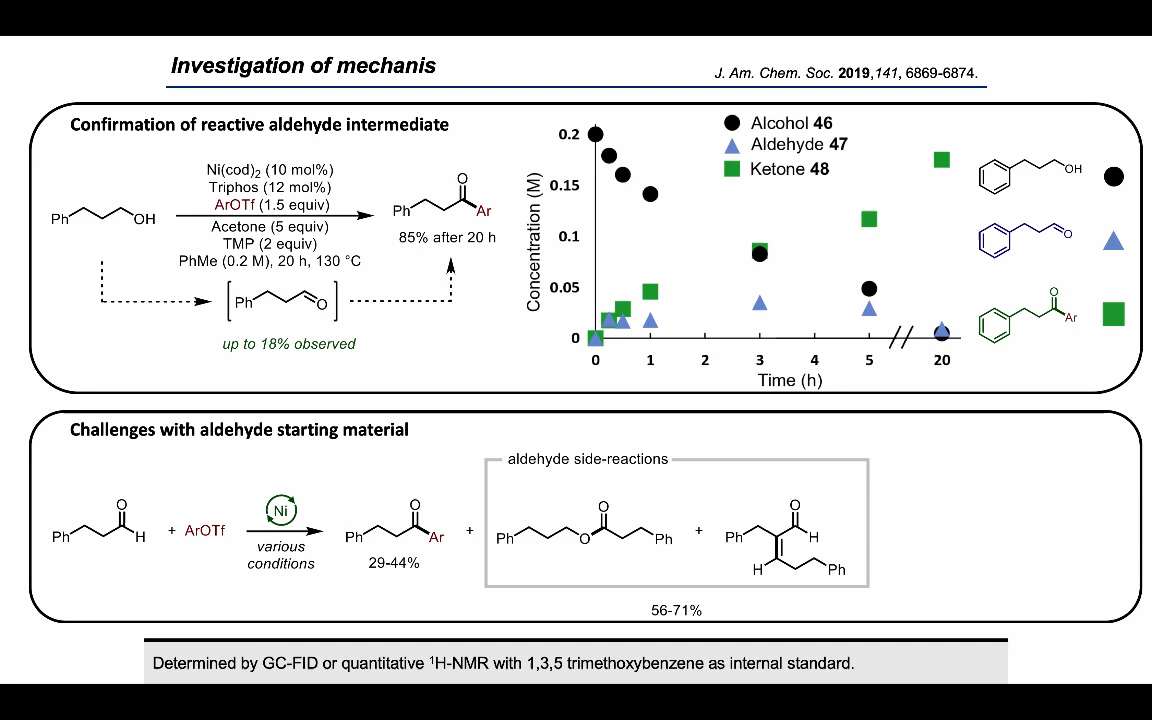 Investigation of mechanis
J. Am. Chem. Soc. 2019,141, 6869-6874.
Confirmation of reactive aldehyde intermediate
Ni(cod)2 (10 mol%)
Triphos (12 mol%)
ArOTf (1.5 equiv)
Ph OH
Acetone (5 equiv)
TMP (2 equiv)
PhMe (0.2 M), 20 h, 130 °C
O
Ph Ar
85% after 20 h
Ph O
up to 18% observed
Concentration (M)
0.2
0.15
0.1
0.05
0
0 1 2 3 4 5 20
Time (h)
Alcohol 46
Aldehyde 47
Ketone 48
OH
O
O
Ar
Challenges with aldehyde starting material
O
Ph H
+ ArOTf
Ni
various
conditions
O
Ph Ar
29-44%
+
aldehyde side-reactions
O
Ph O Ph
+
O
Ph H
H Ph
56-71%
Determined by GC-FID or quantitative 1H-NMR with 1,3,5 trimethoxybenzene as internal standard.